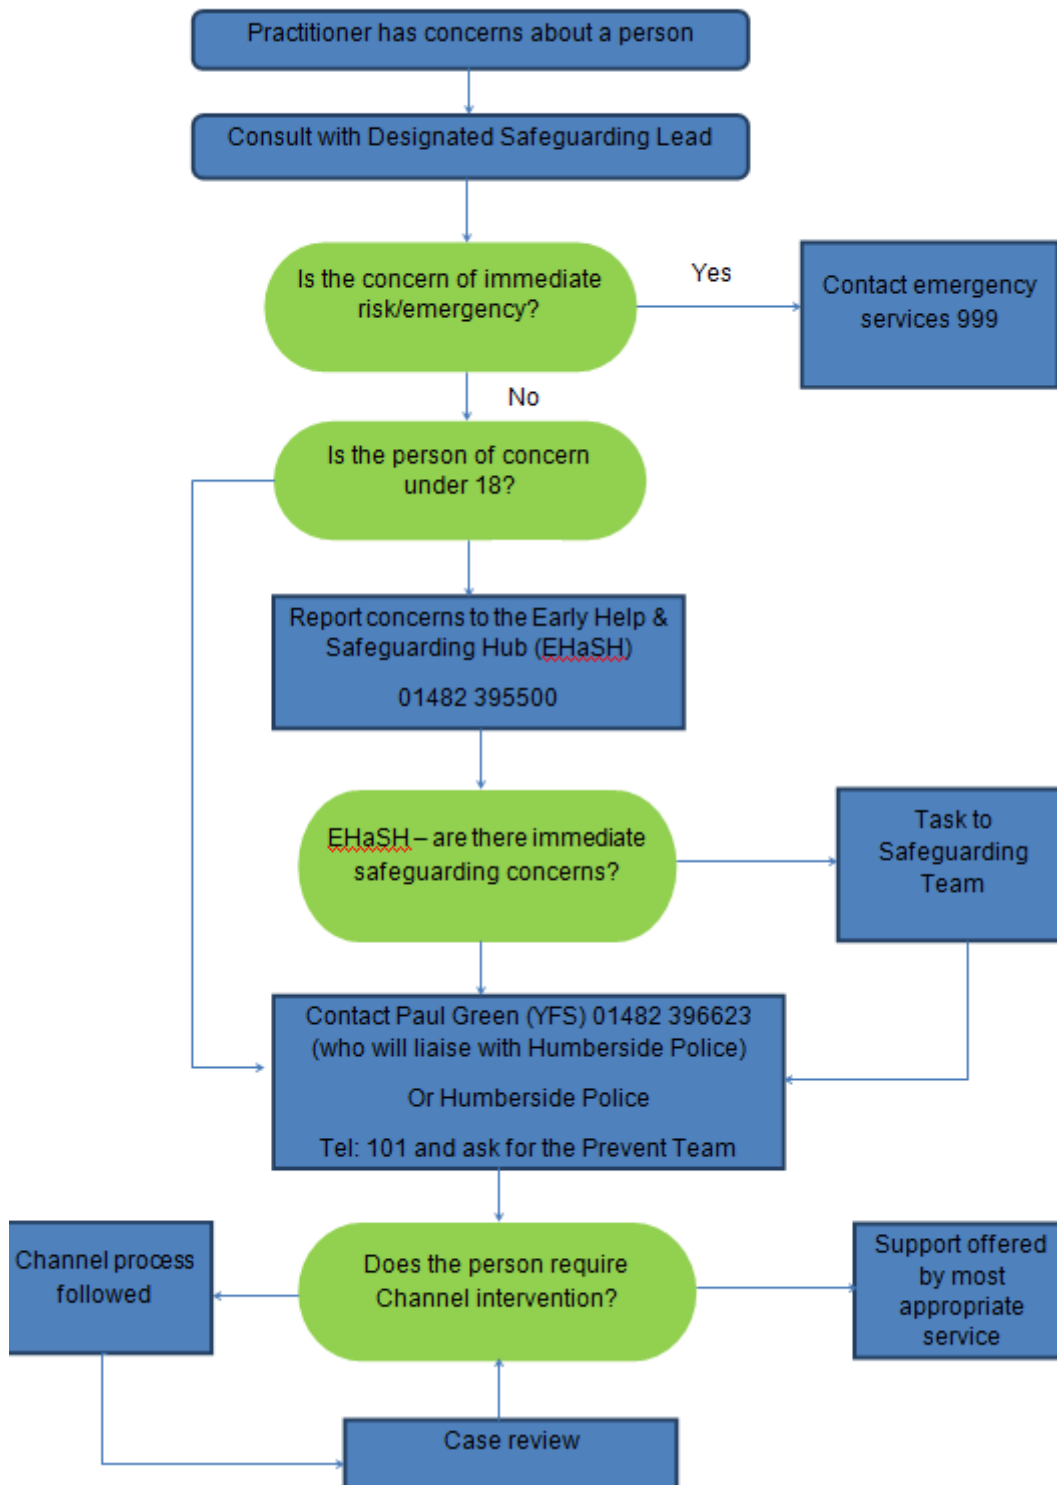 Practitioner has concerns about a person
Consult with Designated Safeguarding Lead
Is the concern of immediate
risk/emergency?
Yes
Contact emergency
services 999
No
Is the person of concern
under 18?
Report concerns to the Early Help &
Safeguarding Hub (EHaSH)
01482 395500
EHaSH – are there immediate
safeguarding concerns?
Task to
Safeguarding
Team
Contact Paul Green (YFS) 01482 396623
(who will liaise with Humberside Police)
Or Humberside Police
Tel: 101 and ask for the Prevent Team
Channel process
followed
Does the person require
Channel intervention?
Support offered
by most
appropriate
service
Case review